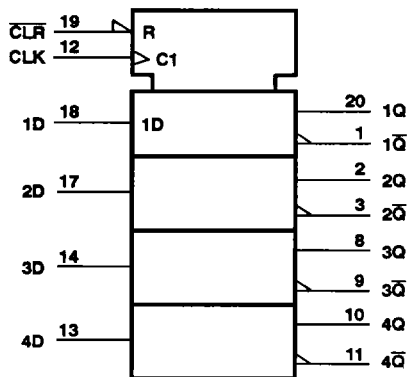 C̅L̅R̅ 19 R
CLK 12 C1
1D 18 1D 20 1Q
1 1Q̅
2D 17 2 2Q
3 2Q̅
3D 14 8 3Q
9 3Q̅
4D 13 10 4Q
11 4Q̅